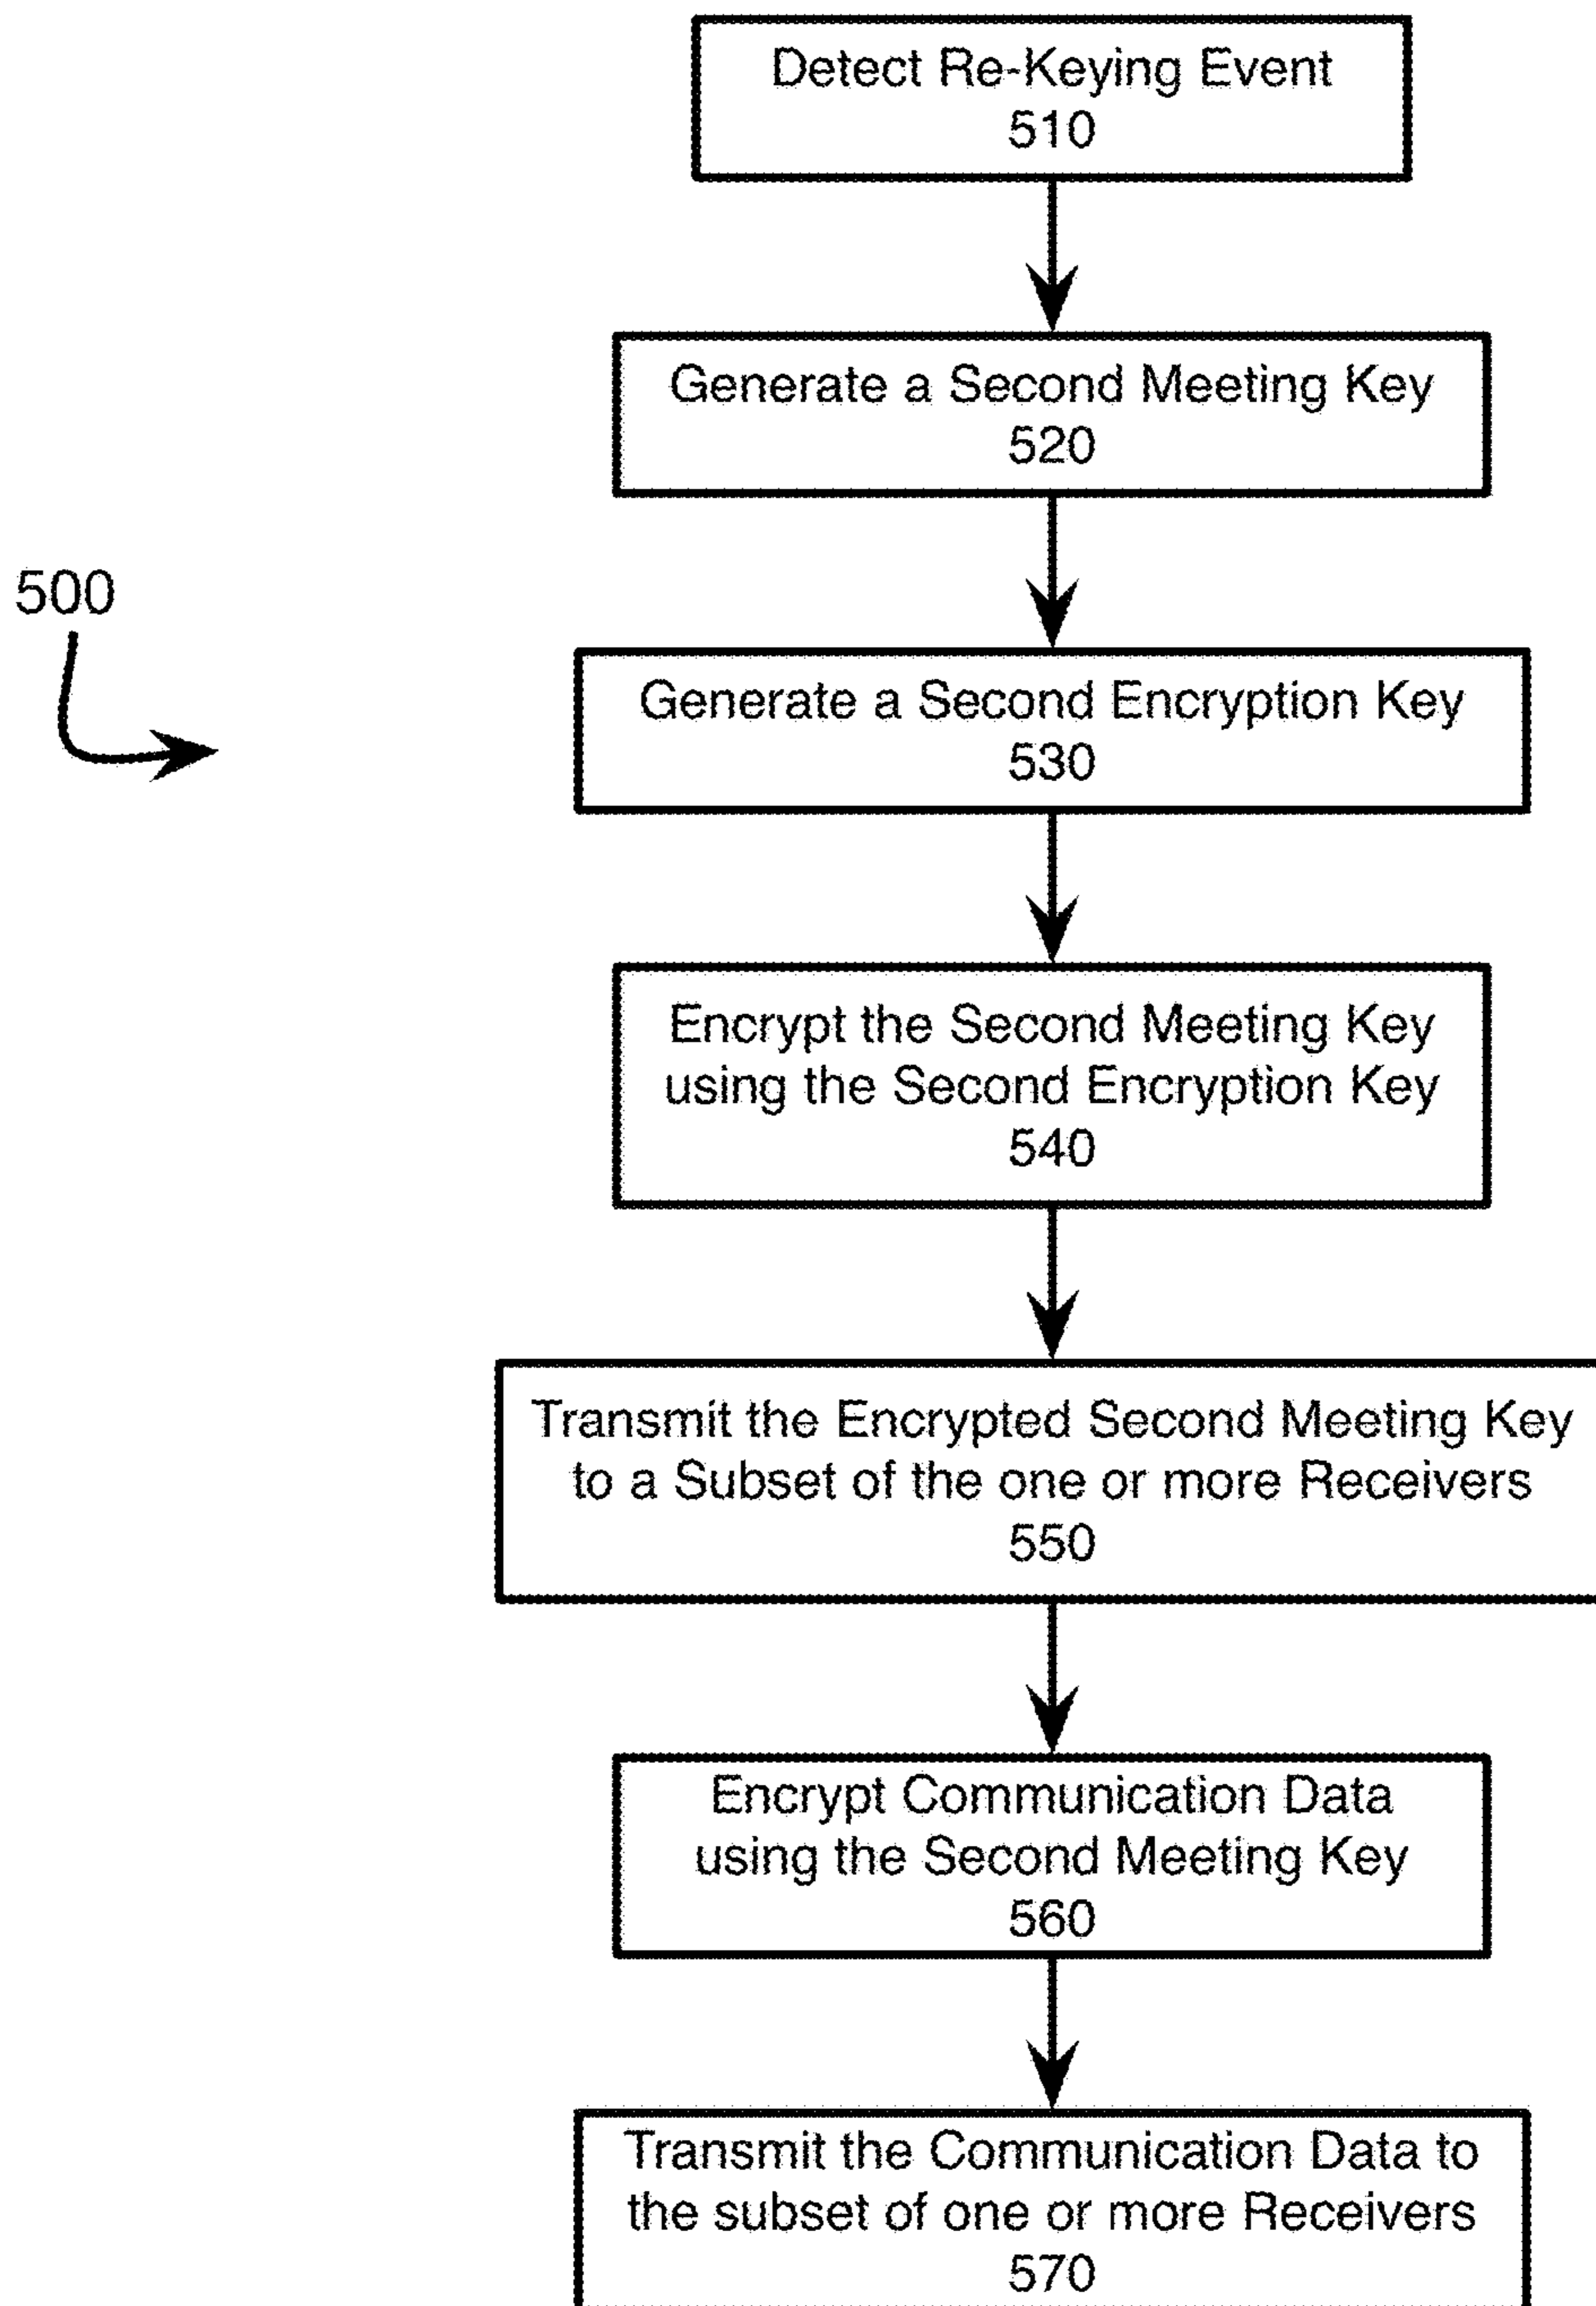 Detect Re-Keying Event
510
Generate a Second Meeting Key
520
500
Generate a Second Encryption Key
530
Encrypt the Second Meeting Key
using the Second Encryption Key
540
Transmit the Encrypted Second Meeting Key
to a Subset of the one or more Receivers
550
Encrypt Communication Data
using the Second Meeting Key
560
Transmit the Communication Data to
the subset of one or more Receivers
570